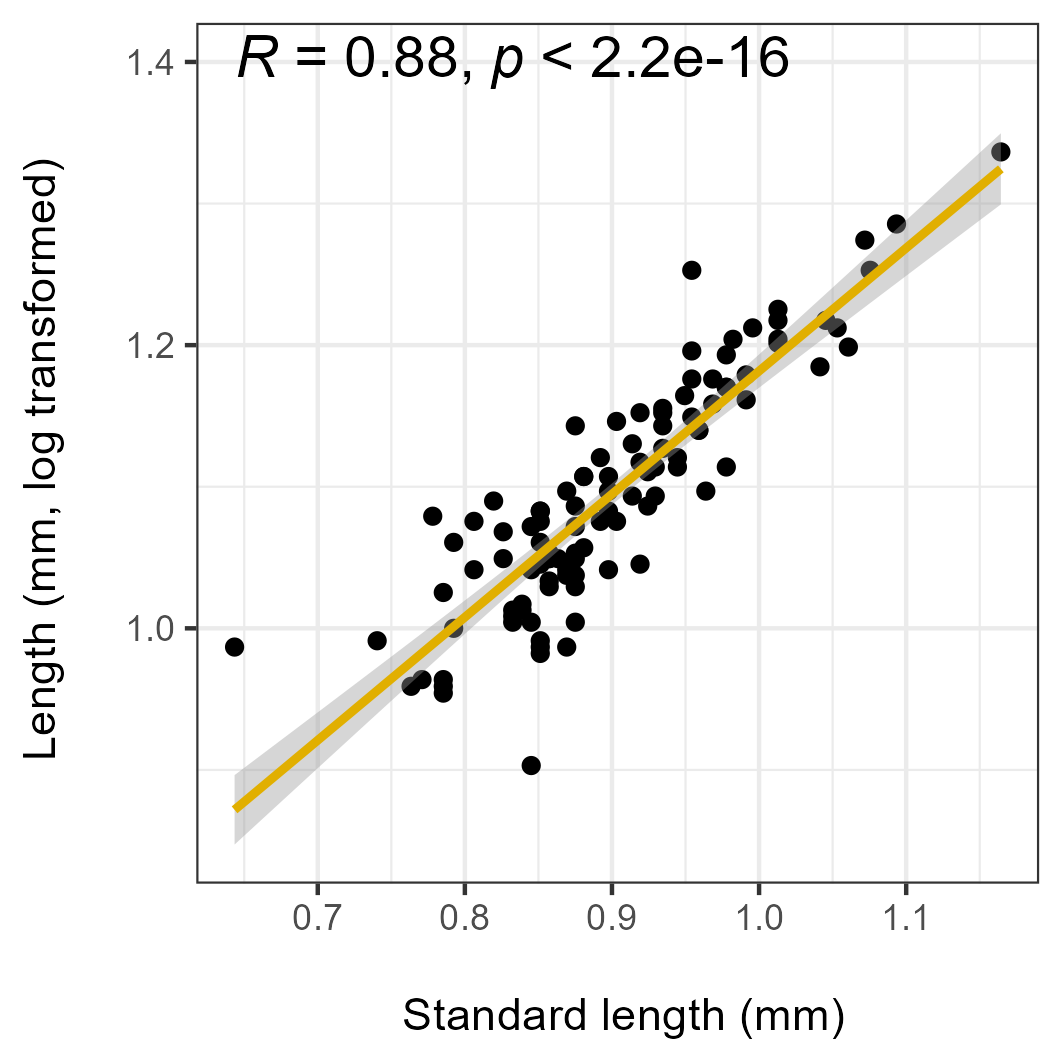 R = 0.88, p < 2.2e-16
Length (mm, log transformed)
1.4
1.2
1.0
0.7 0.8 0.9 1.0 1.1
Standard length (mm)